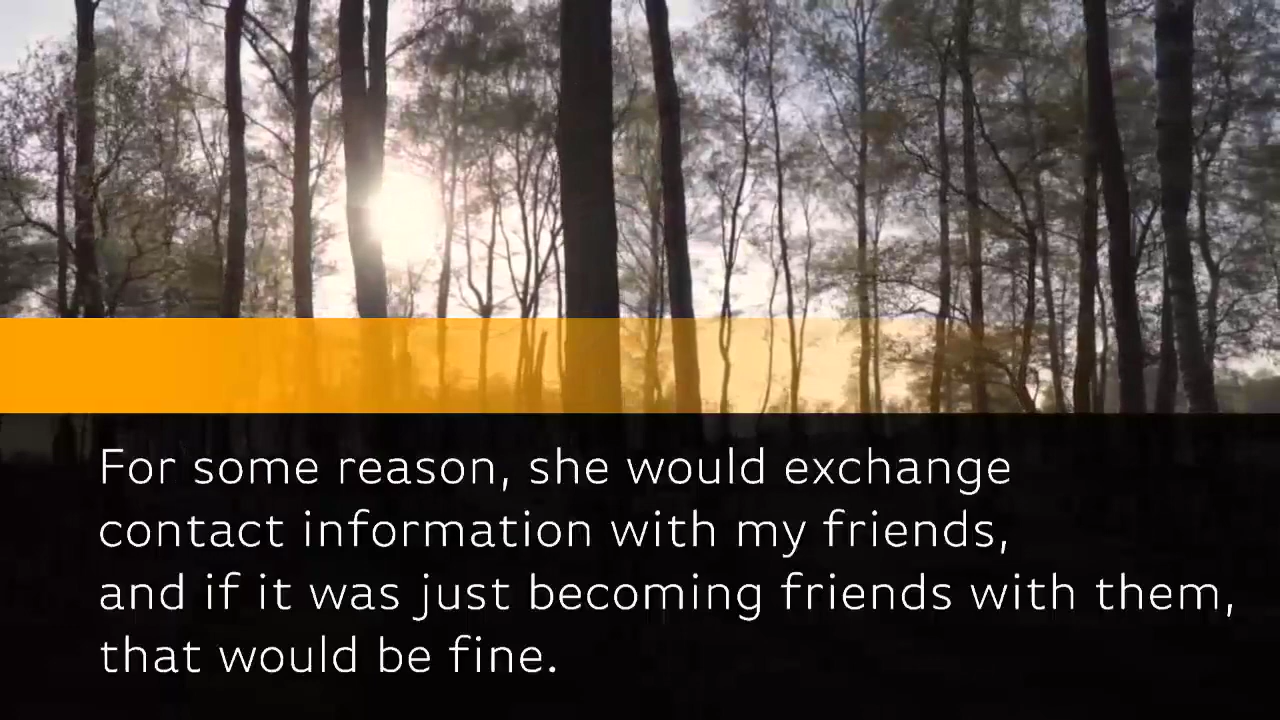 For some reason, she would exchange
contact information with my friends,
and if it was just becoming friends with them,
that would be fine.